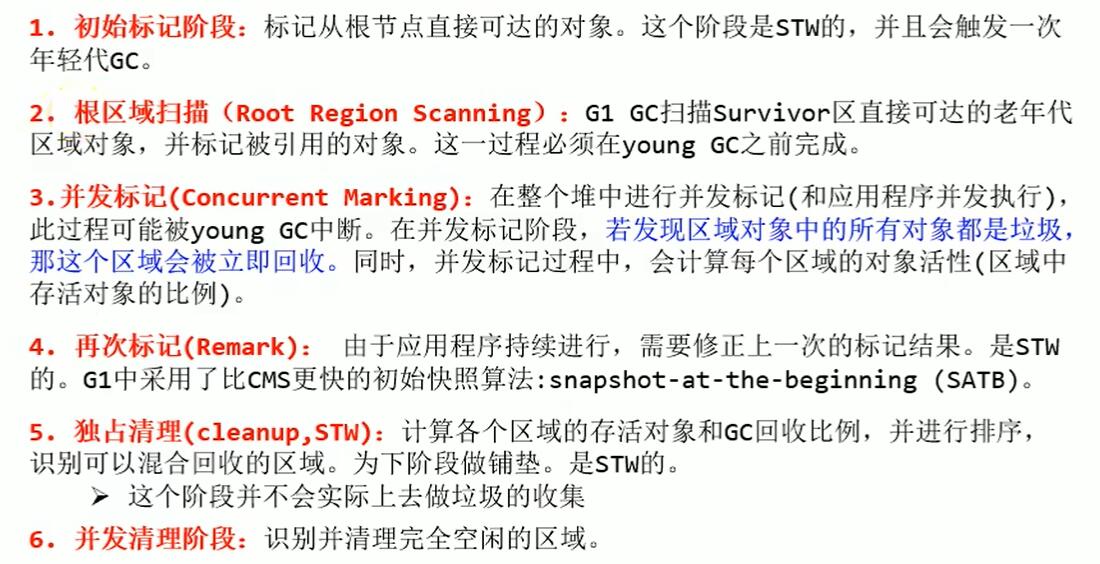 1. 初始标记阶段：标记从根节点直接可达的对象。这个阶段是STW的，并且会触发一次
年轻代GC。
2. 根区域扫描（Root Region Scanning）：G1 GC扫描Survivor区直接可达的老年代
区域对象，并标记被引用的对象。这一过程必须在young GC之前完成。
3.并发标记(Concurrent Marking)：在整个堆中进行并发标记(和应用程序并发执行)，
此过程可能被young GC中断。在并发标记阶段，若发现区域对象中的所有对象都是垃圾，
那这个区域会被立即回收。同时，并发标记过程中，会计算每个区域的对象活性(区域中
存活对象的比例)。
4. 再次标记(Remark)： 由于应用程序持续进行，需要修正上一次的标记结果。是STW
的。G1中采用了比CMS更快的初始快照算法:snapshot-at-the-beginning (SATB)。
5. 独占清理(cleanup,STW)：计算各个区域的存活对象和GC回收比例，并进行排序，
识别可以混合回收的区域。为下阶段做铺垫。是STW的。
➢ 这个阶段并不会实际上去做垃圾的收集
6. 并发清理阶段：识别并清理完全空闲的区域。